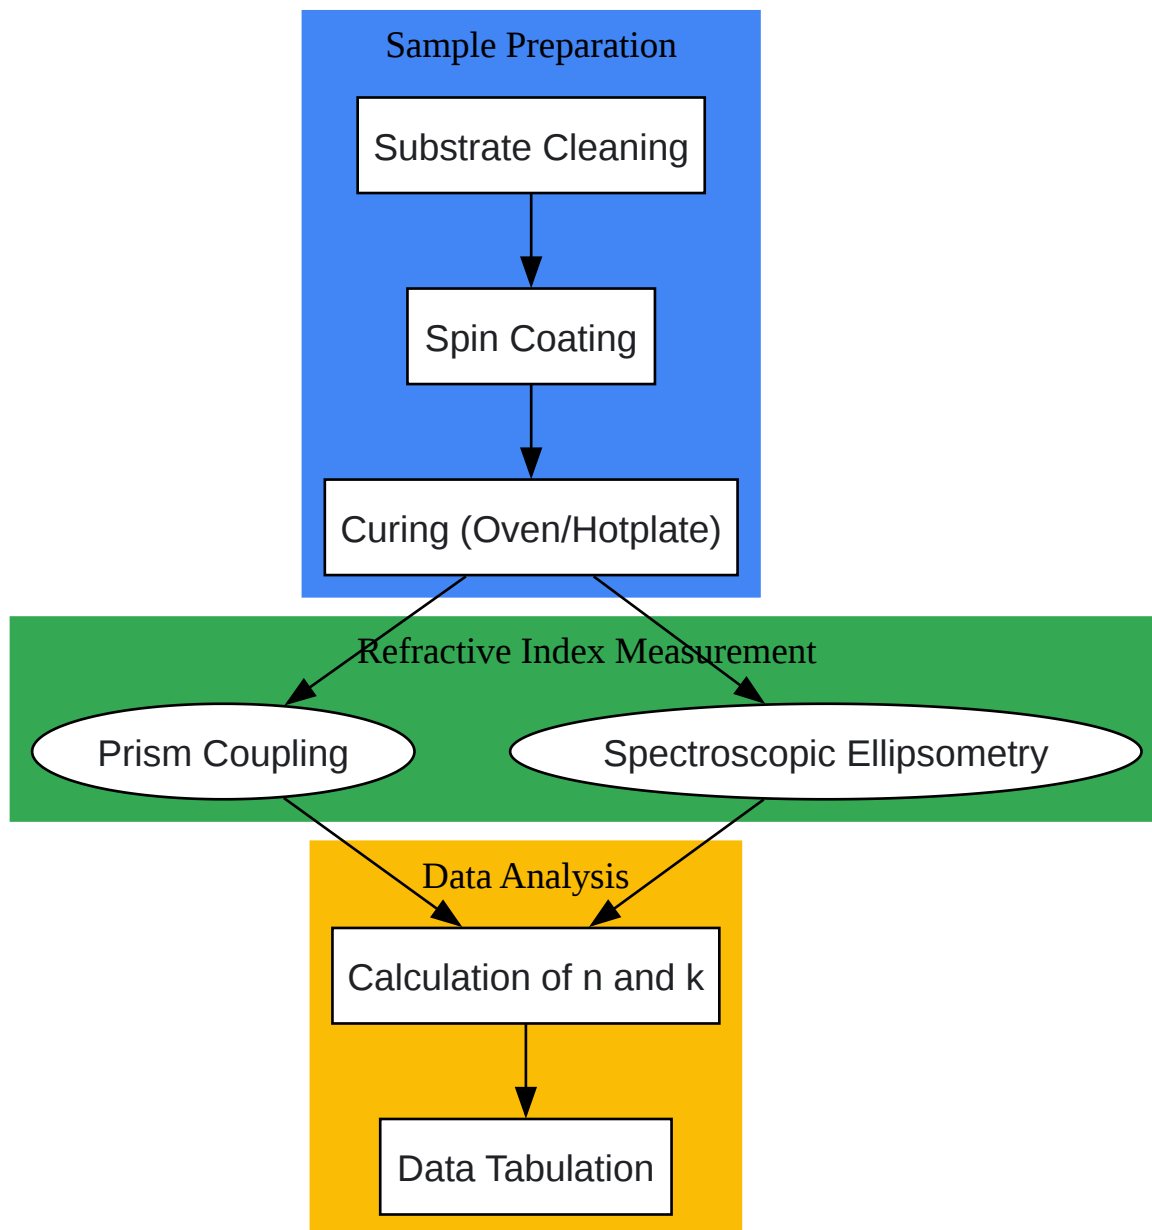 Sample Preparation
Substrate Cleaning
Spin Coating
Curing (Oven/Hotplate)
Refractive Index Measurement
Prism Coupling
Spectroscopic Ellipsometry
Data Analysis
Calculation of n and k
Data Tabulation